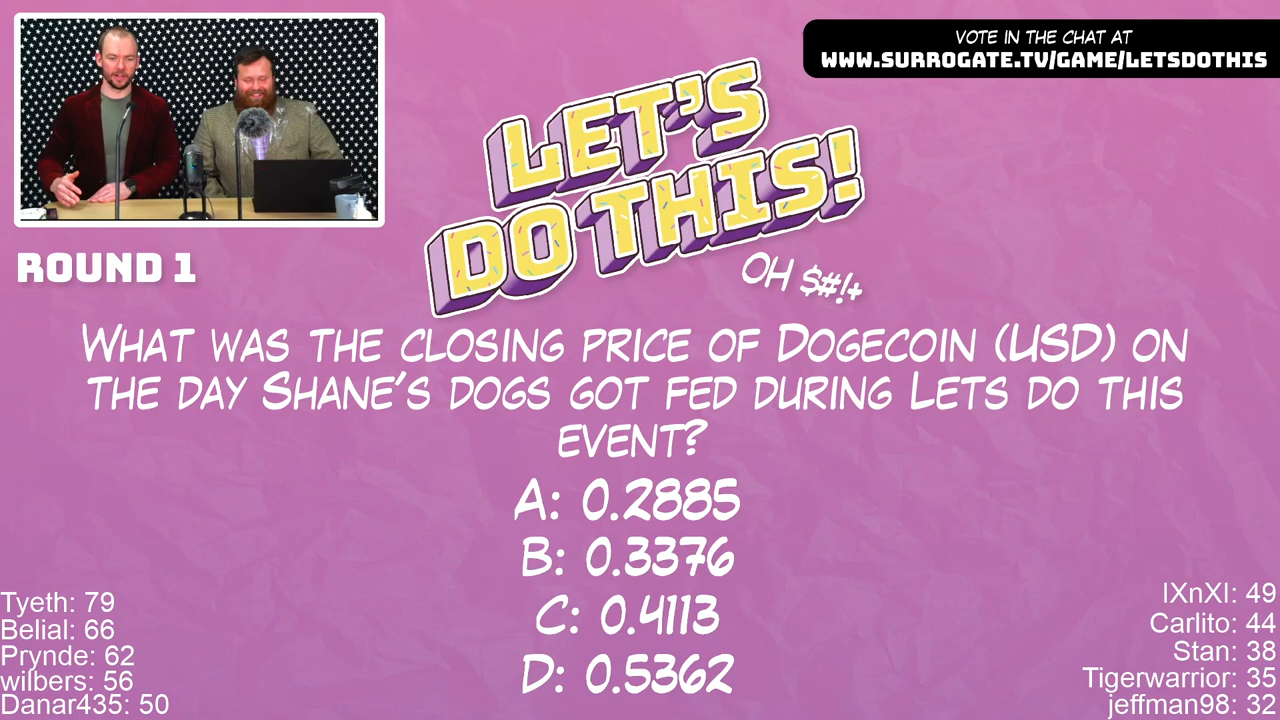 VOTE IN THE CHAT AT
WWW.SURROGATE.TV/GAME/LETSDOTHIS
LET'S
DO THIS!
OH $#!+
ROUND 1
WHAT WAS THE CLOSING PRICE OF DOGECOIN (USD) ON
THE DAY SHANE'S DOGS GOT FED DURING LETS DO THIS
EVENT?
A: 0.2885
B: 0.3376
C: 0.4113
D: 0.5362
Tyeth: 79
Belial: 66
Prynde: 62
wilbers: 56
Danar435: 50
IXnXI: 49
Carlito: 44
Stan: 38
Tigerwarrior: 35
jeffman98: 32